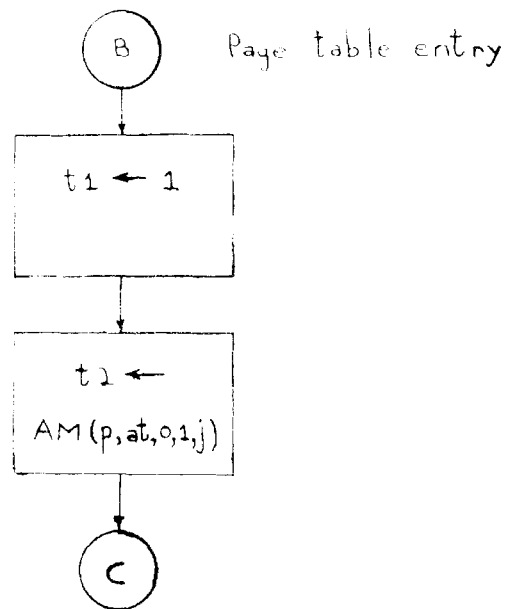 B Page table entry
t1 ← 1
t2 ←
AM(p,at,0,1,j)
C